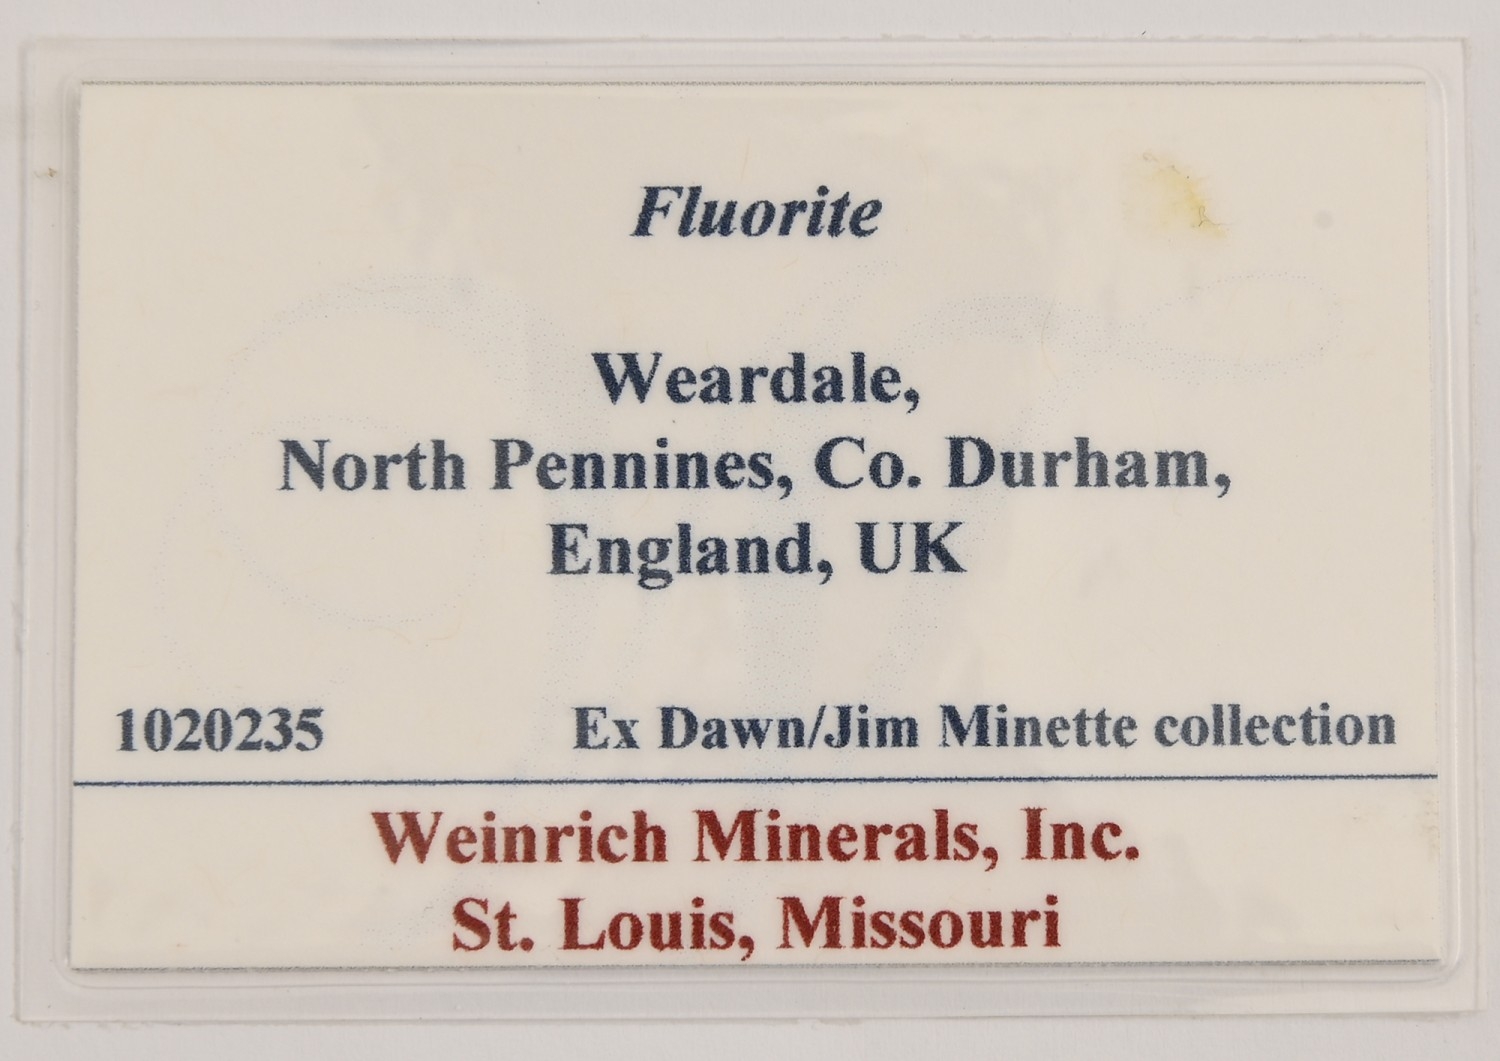 Fluorite
Weardale,
North Pennines, Co. Durham,
England, UK
1020235 Ex Dawn/Jim Minette collection
Weinrich Minerals, Inc.
St. Louis, Missouri